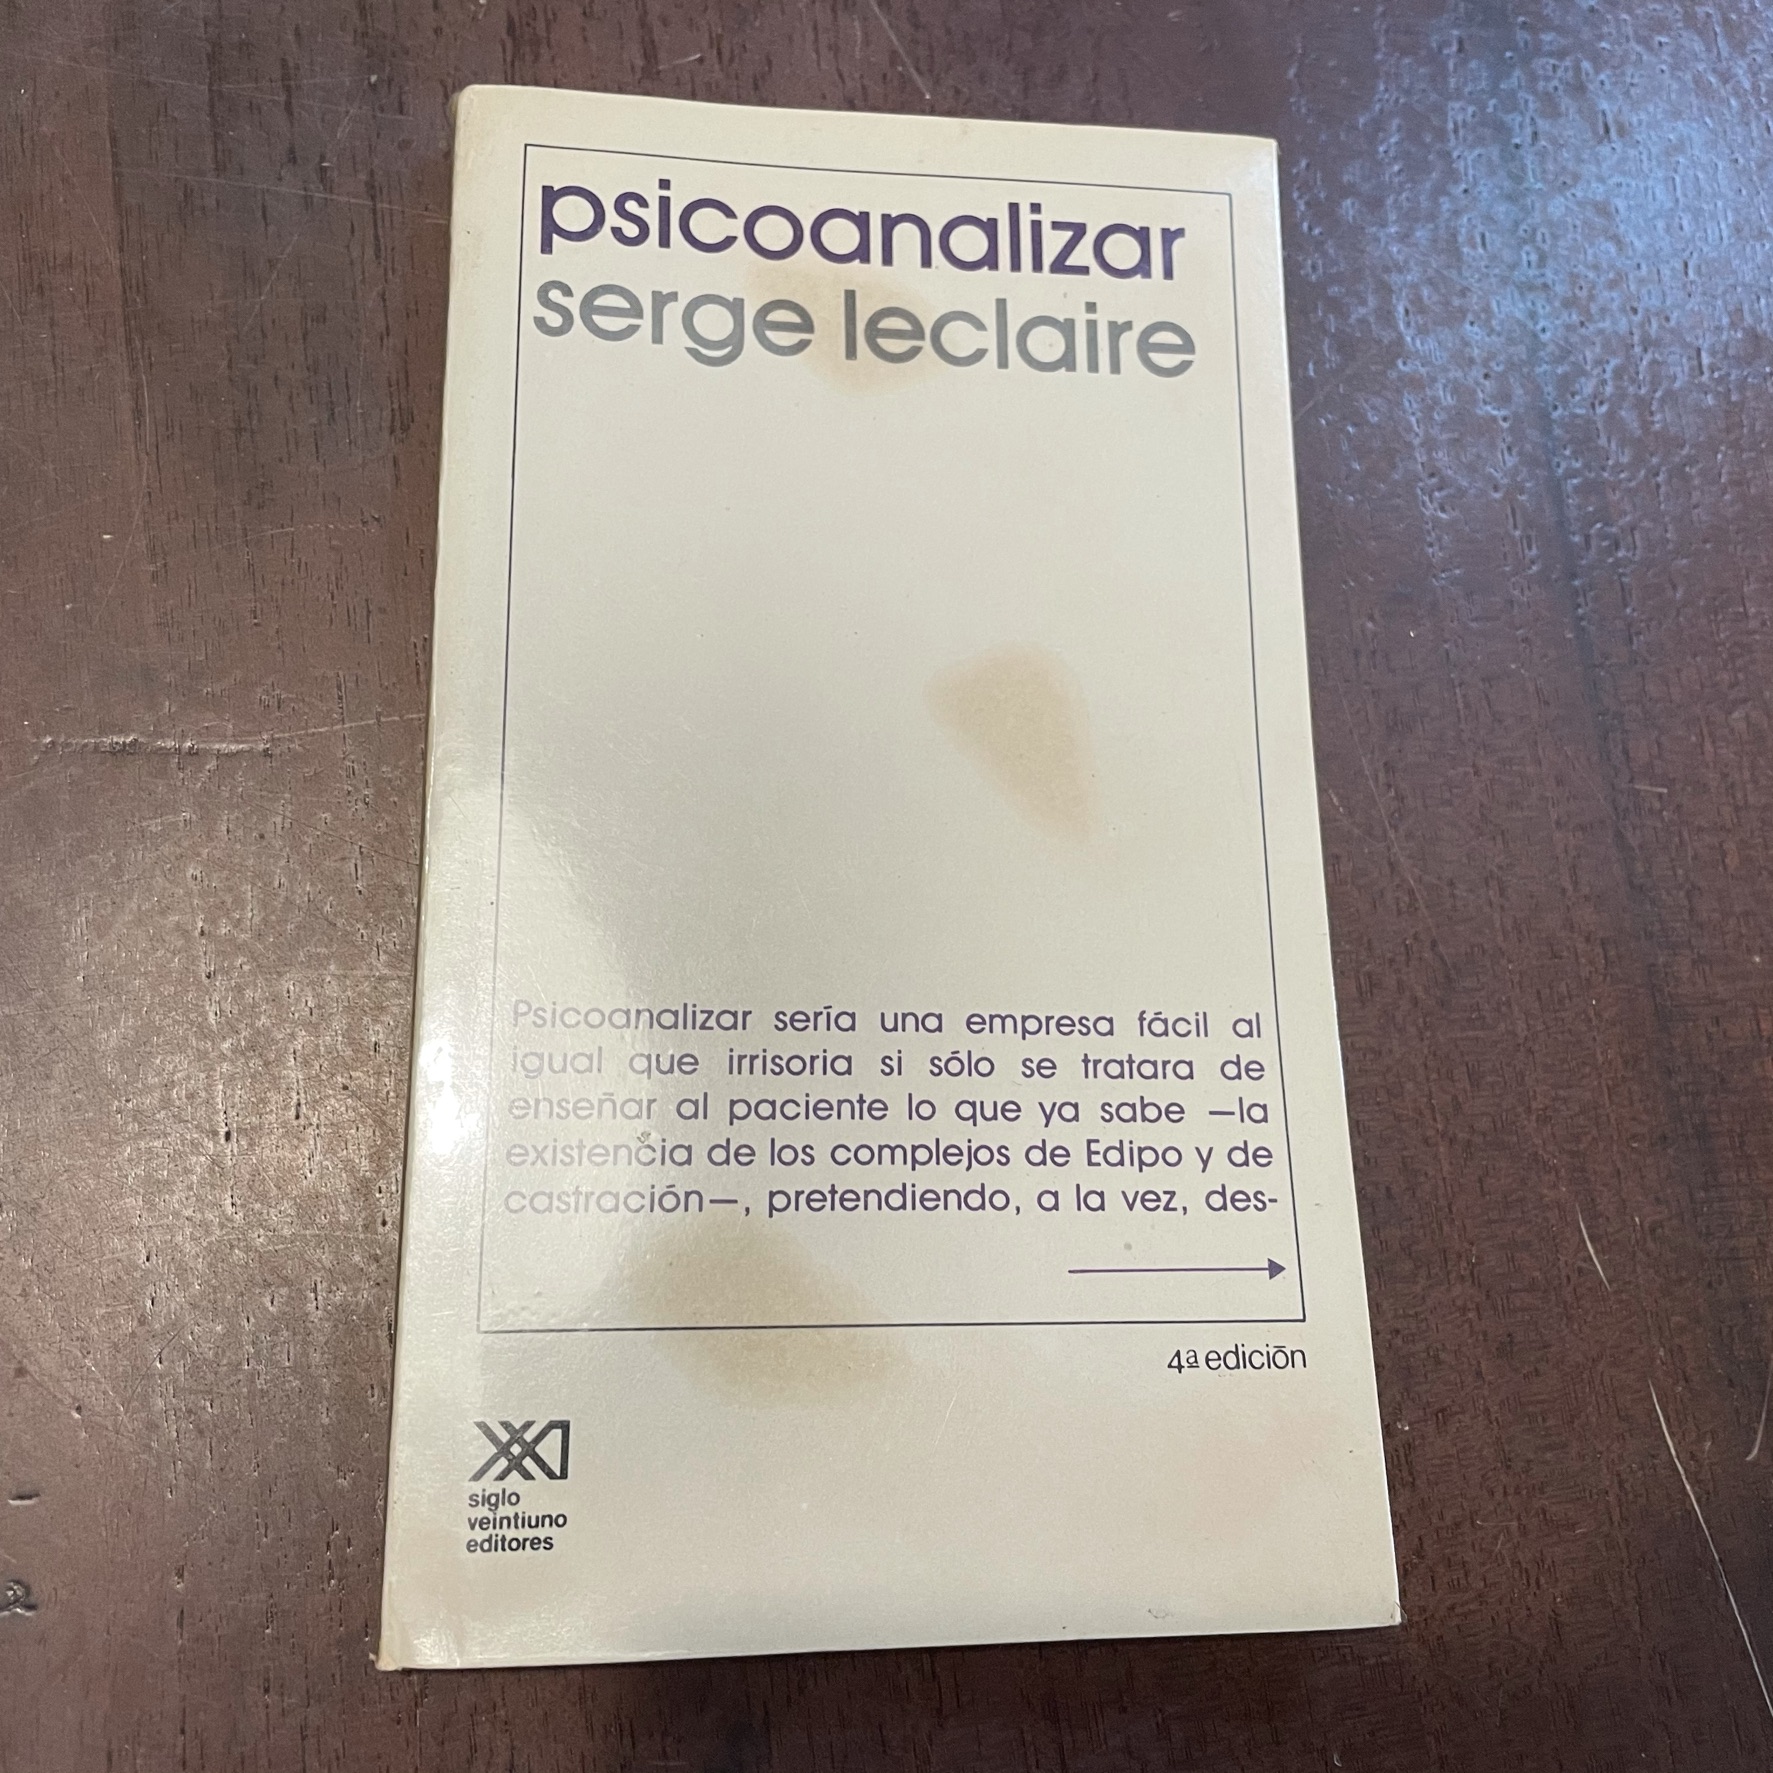 psicoanalizar
serge leclaire
Psicoanalizar sería una empresa fácil al
igual que irrisoria si sólo se tratara de
enseñar al paciente lo que ya sabe —la
existencia de los complejos de Edipo y de
castración—, pretendiendo, a la vez, des-
4ª edición
siglo
veintiuno
editores